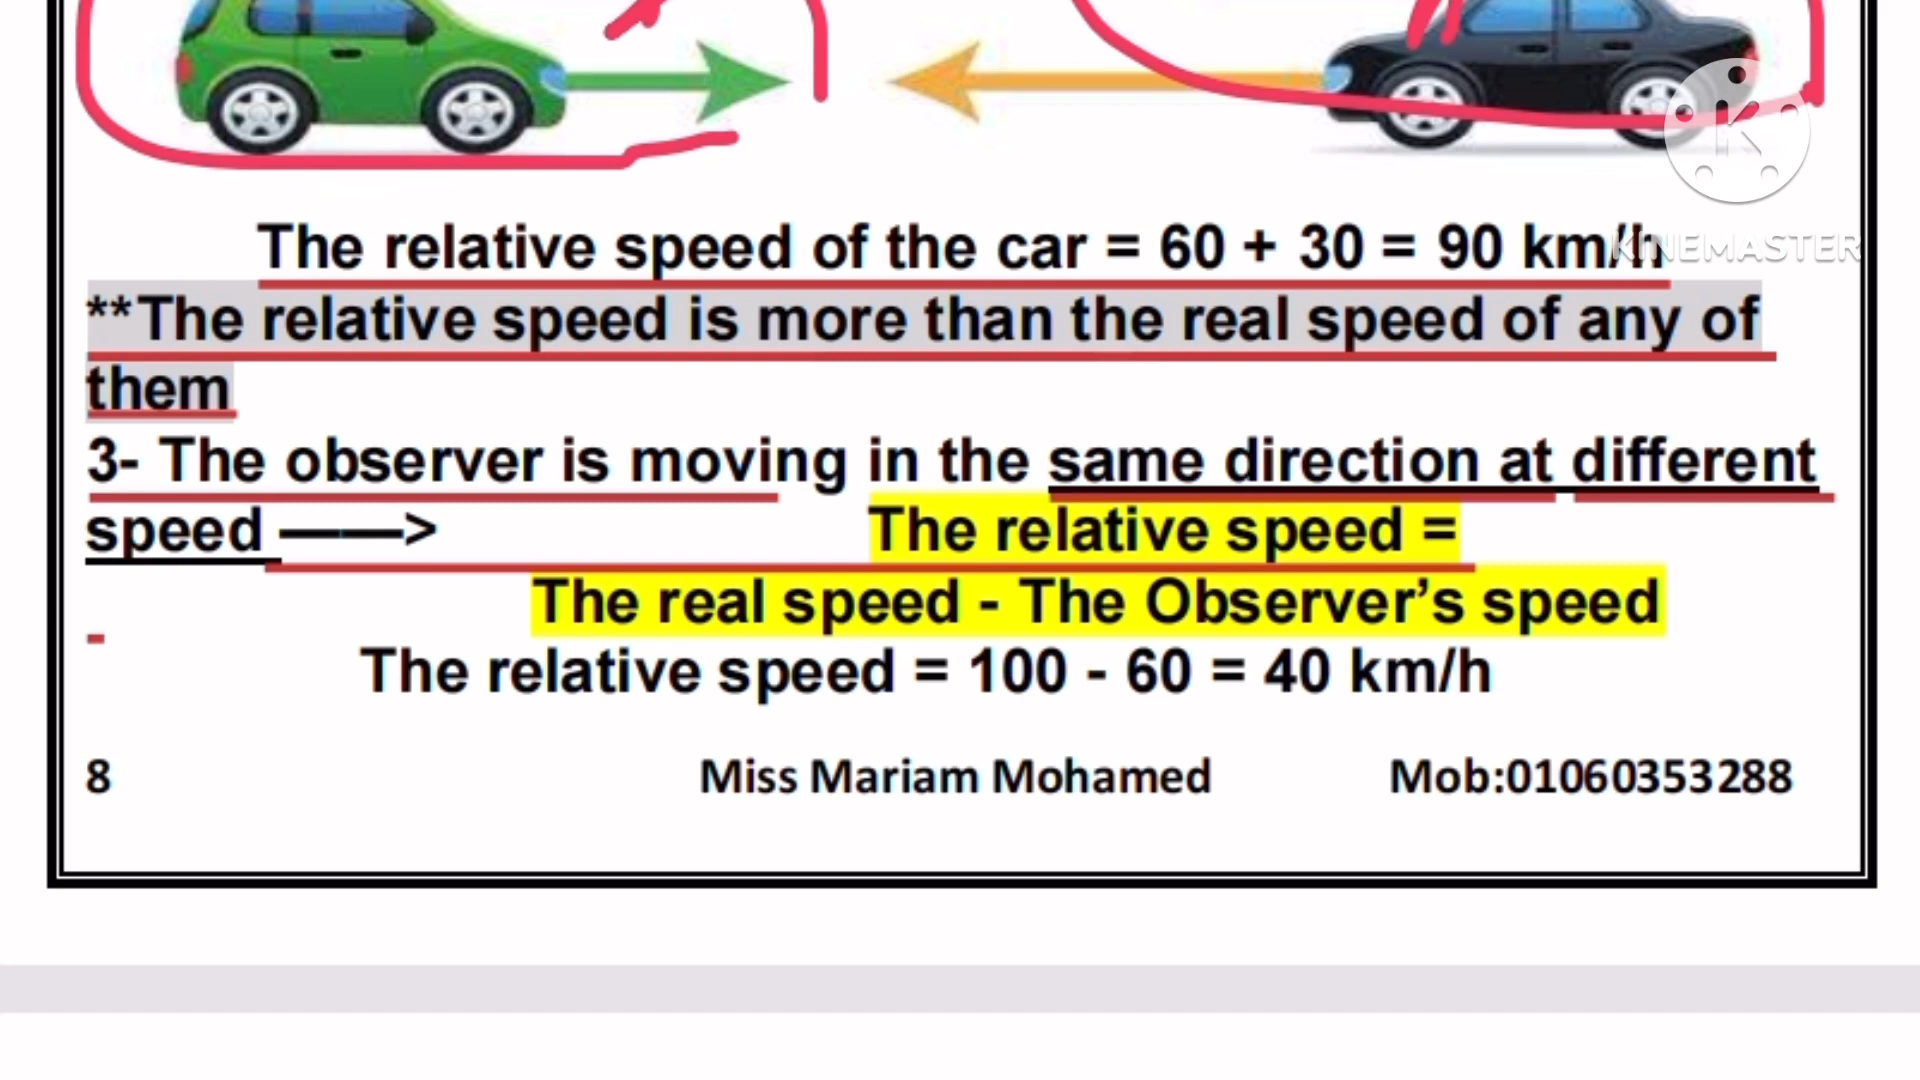 The relative speed of the car = 60 + 30 = 90 km/h
KINEMASTER
**The relative speed is more than the real speed of any of
them
3- The observer is moving in the same direction at different
speed ——> The relative speed =
The real speed - The Observer’s speed
-
The relative speed = 100 - 60 = 40 km/h
8 Miss Mariam Mohamed Mob:01060353288